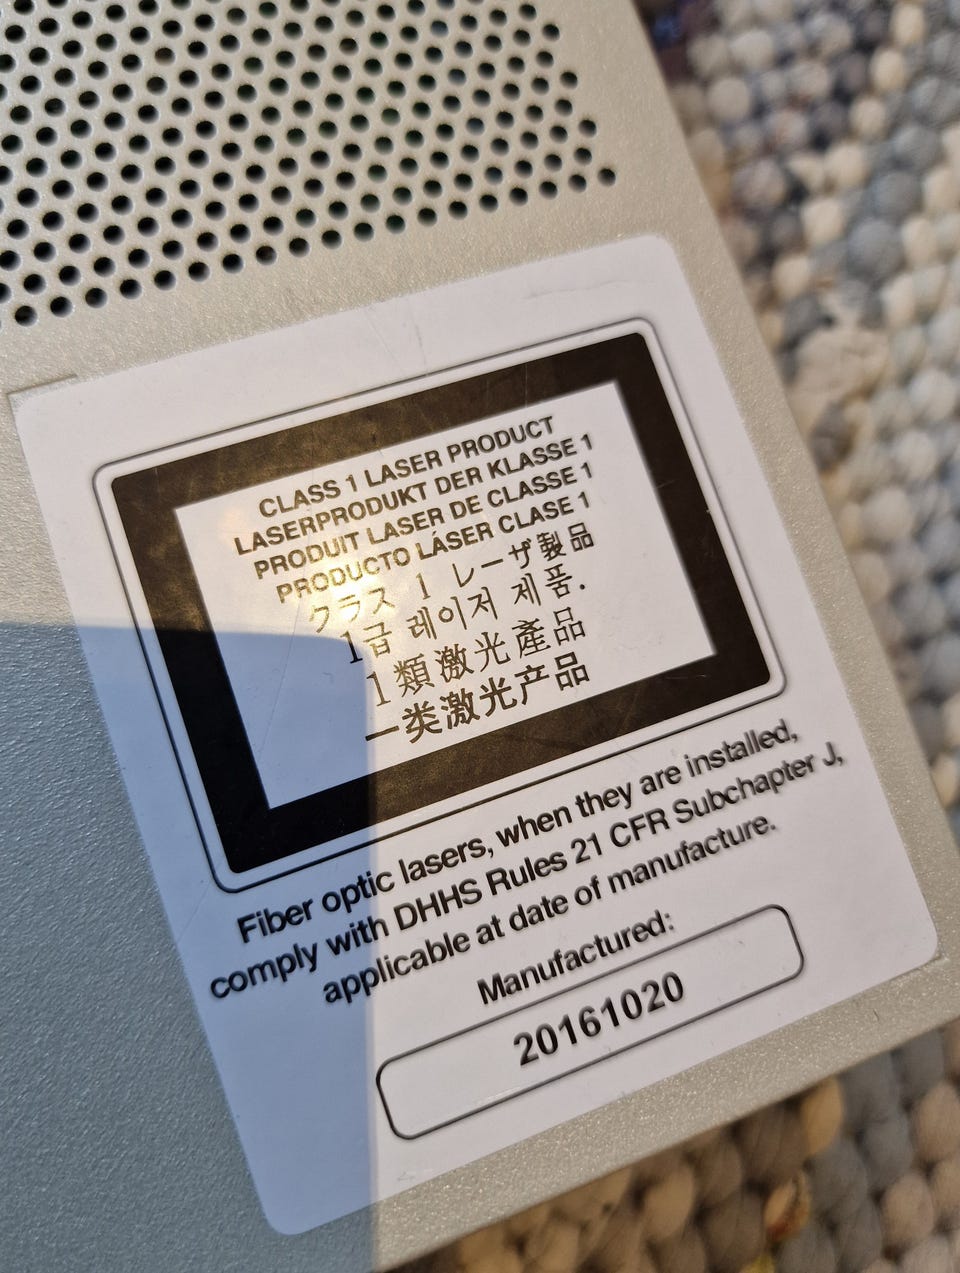 CLASS 1 LASER PRODUCT
LASERPRODUKT DER KLASSE 1
PRODUIT LASER DE CLASSE 1
PRODUCTO LÁSER CLASE 1
クラス 1 レーザ製品
1급 레이저 제품.
1類激光產品
一类激光产品
Fiber optic lasers, when they are installed,
comply with DHHS Rules 21 CFR Subchapter J,
applicable at date of manufacture.
Manufactured:
20161020